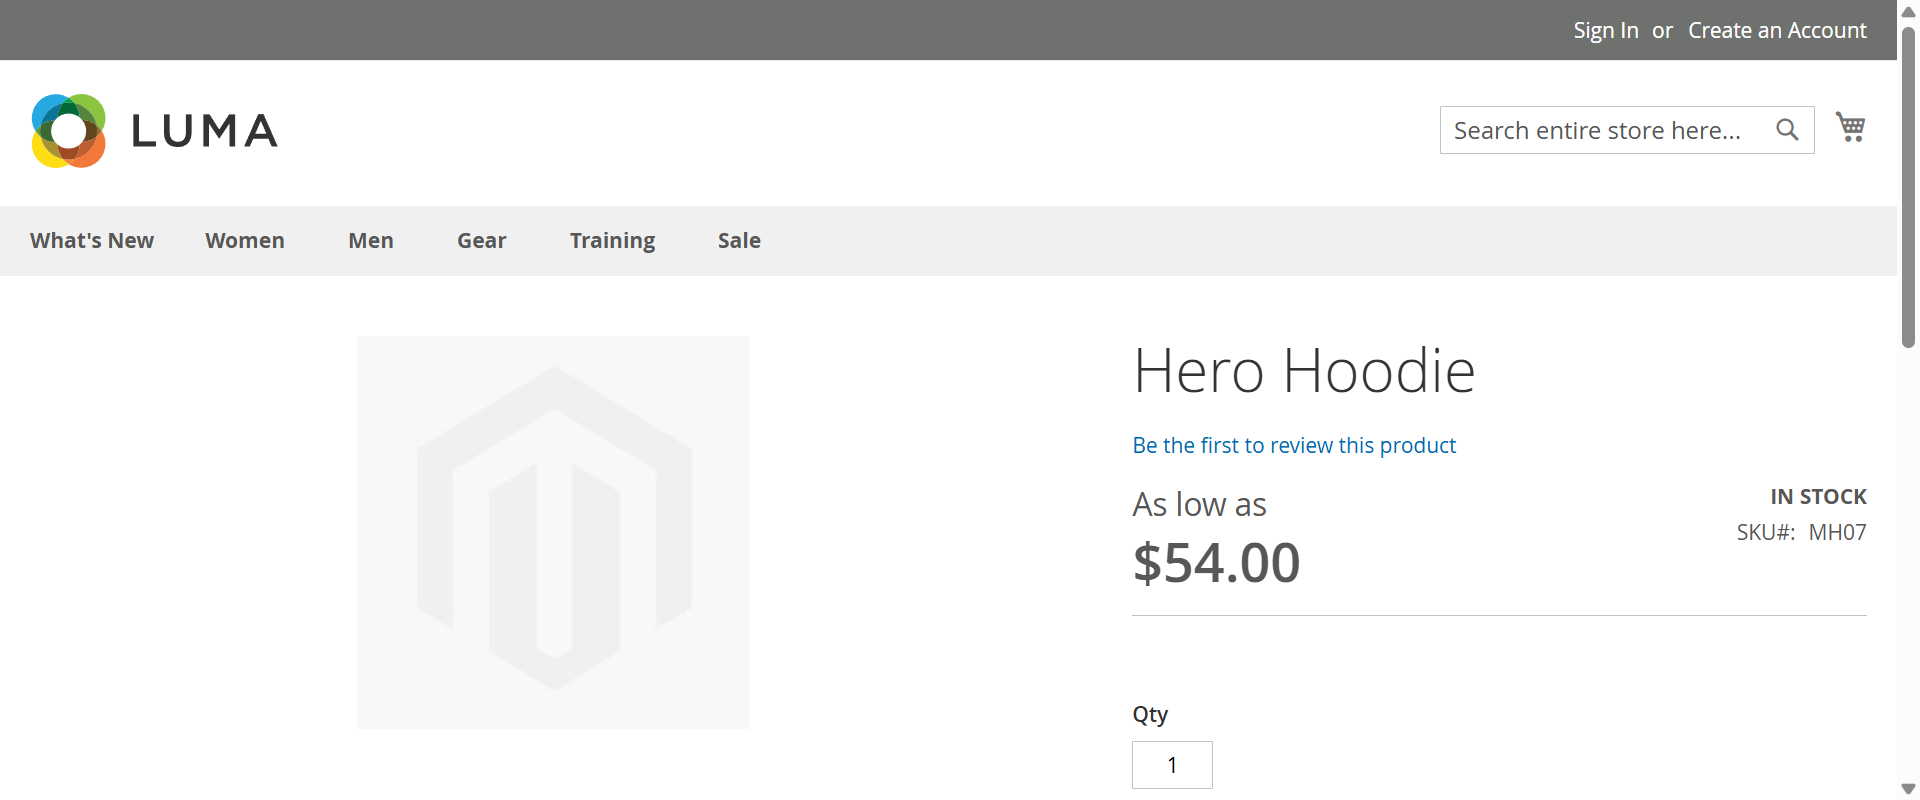 Sign In or Create an Account
LUMA
Search entire store here...
What's New Women Men Gear Training Sale
Hero Hoodie
Be the first to review this product
As low as
$54.00
IN STOCK
SKU#: MH07
Qty
1